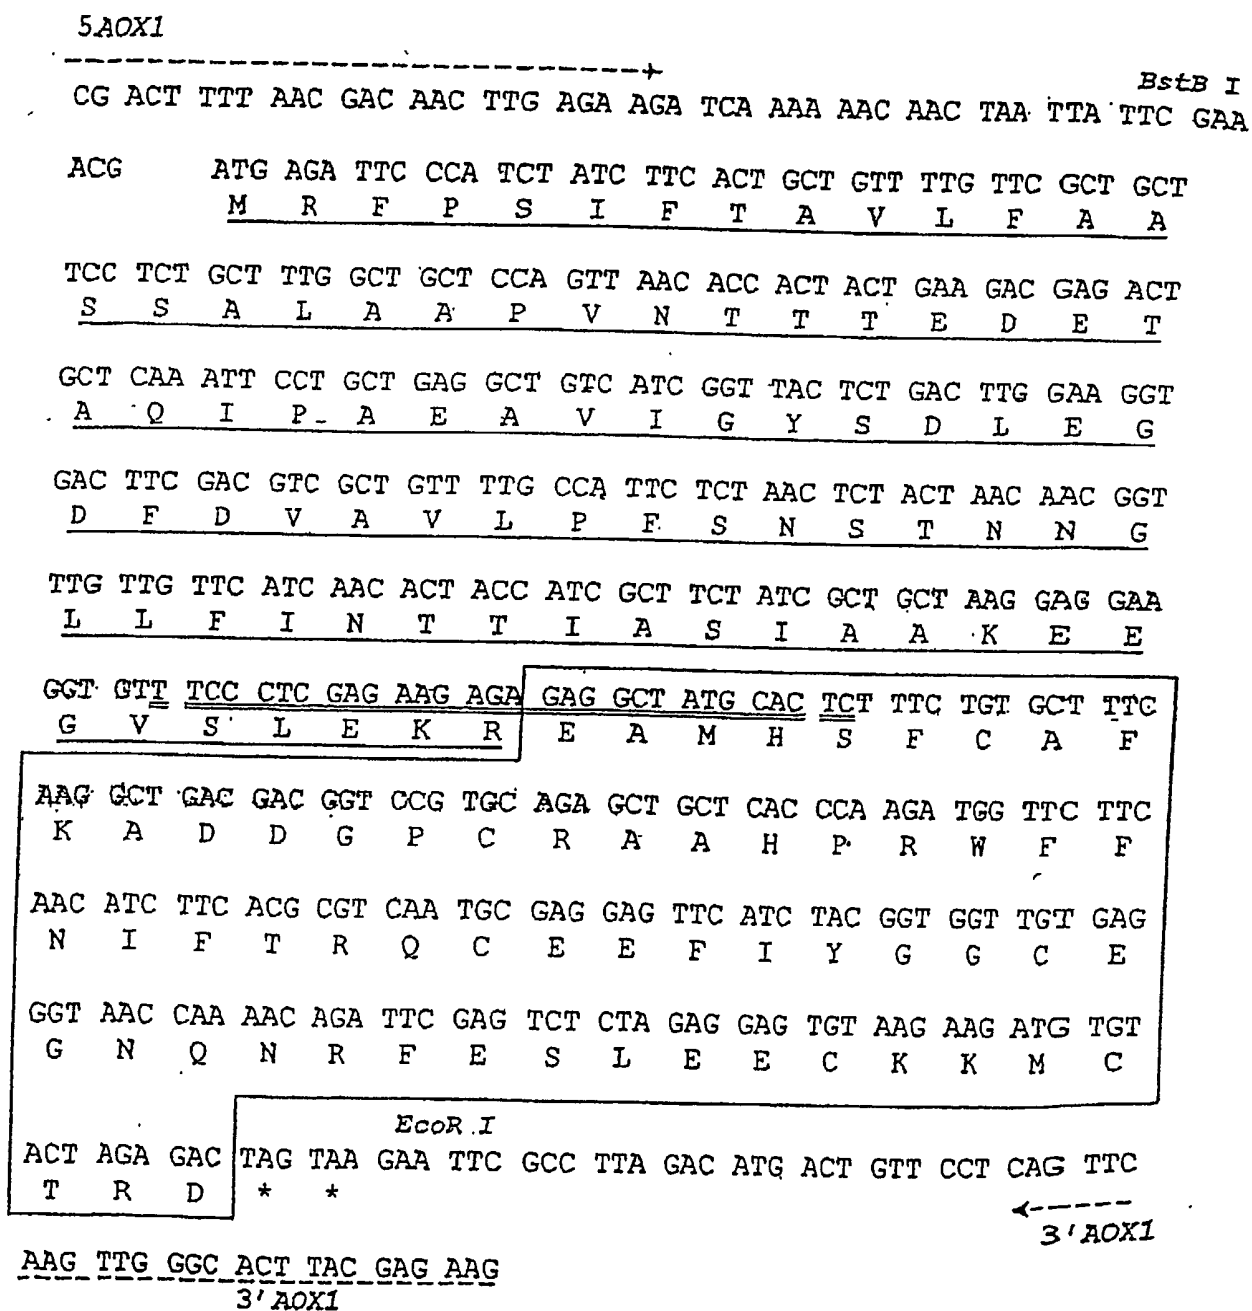 5AOX1
BstB I
CG ACT TTT AAC GAC AAC TTG AGA AGA TCA AAA AAC AAC TAA TTA TTC GAA
ACG ATG AGA TTC CCA TCT ATC TTC ACT GCT GTT TTG TTC GCT GCT
M R F P S I F T A V L F A A
TCC TCT GCT TTG GCT GCT CCA GTT AAC ACC ACT ACT GAA GAC GAG ACT
S S A L A A P V N T T T E D E T
GCT CAA ATT CCT GCT GAG GCT GTC ATC GGT TAC TCT GAC TTG GAA GGT
A Q I P A E A V I G Y S D L E G
GAC TTC GAC GTC GCT GTT TTG CCA TTC TCT AAC TCT ACT AAC AAC GGT
D F D V A V L P F S N S T N N G
TTG TTG TTC ATC AAC ACT ACC ATC GCT TCT ATC GCT GCT AAG GAG GAA
L L F I N T T I A S I A A K E E
GGT GTT TCC CTC GAG AAG AGA GAG GCT ATG CAC TCT TTC TGT GCT TTC
G V S L E K R E A M H S F C A F
AAG GCT GAC GAC GGT CCG TGC AGA GCT GCT CAC CCA AGA TGG TTC TTC
K A D D G P C R A A H P R W F F
AAC ATC TTC ACG CGT CAA TGC GAG GAG TTC ATC TAC GGT GGT TGT GAG
N I F T R Q C E E F I Y G G C E
GGT AAC CAA AAC AGA TTC GAG TCT CTA GAG GAG TGT AAG AAG ATG TGT
G N Q N R F E S L E E C K K M C
EcoR I
ACT AGA GAC TAG TAA GAA TTC GCC TTA GAC ATG ACT GTT CCT CAG TTC
T R D * *
3'AOX1
AAG TTG GGC ACT TAC GAG AAG
3'AOX1